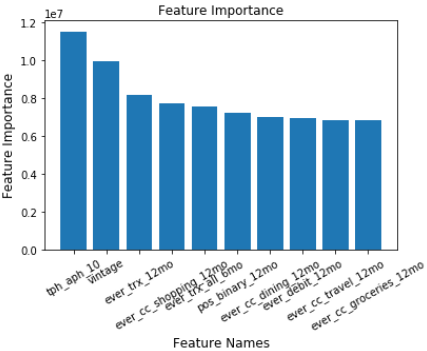 Feature Importance
1e7
1.2
1.0
0.8
0.6
0.4
0.2
0.0
Feature Importance
tph_aph_10
vintage
ever_trx_12mo
ever_cc_shopping_12mo
ever_trx_all_6mo
pos_binary_12mo
ever_cc_dining_12mo
ever_debit_12mo
ever_cc_travel_12mo
ever_cc_groceries_12mo
Feature Names